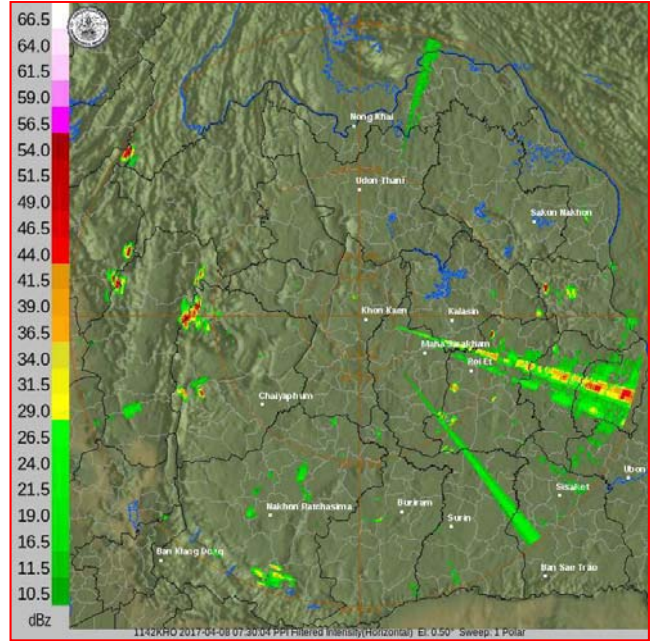 66.5
64.0
61.5
59.0
56.5
54.0
51.5
49.0
46.5
44.0
41.5
39.0
36.5
34.0
31.5
29.0
26.5
24.0
21.5
19.0
16.5
13.5
10.5
dBz
Nong Khai
Udon Thani
Sakon Nakhon
Khon Kaen
Kalasin
Maha Sarakham
Roi Et
Chaiyaphum
Ubon
Sisaket
Nakhon Ratchasima
Buriram
Surin
Ban Klang Dong
Ban Sae Trao
1142KHO 2017-04-08 07:30:04 PPI Filtered Intensity(Horizontal) El: 0.50° Sweep: 1 Polar